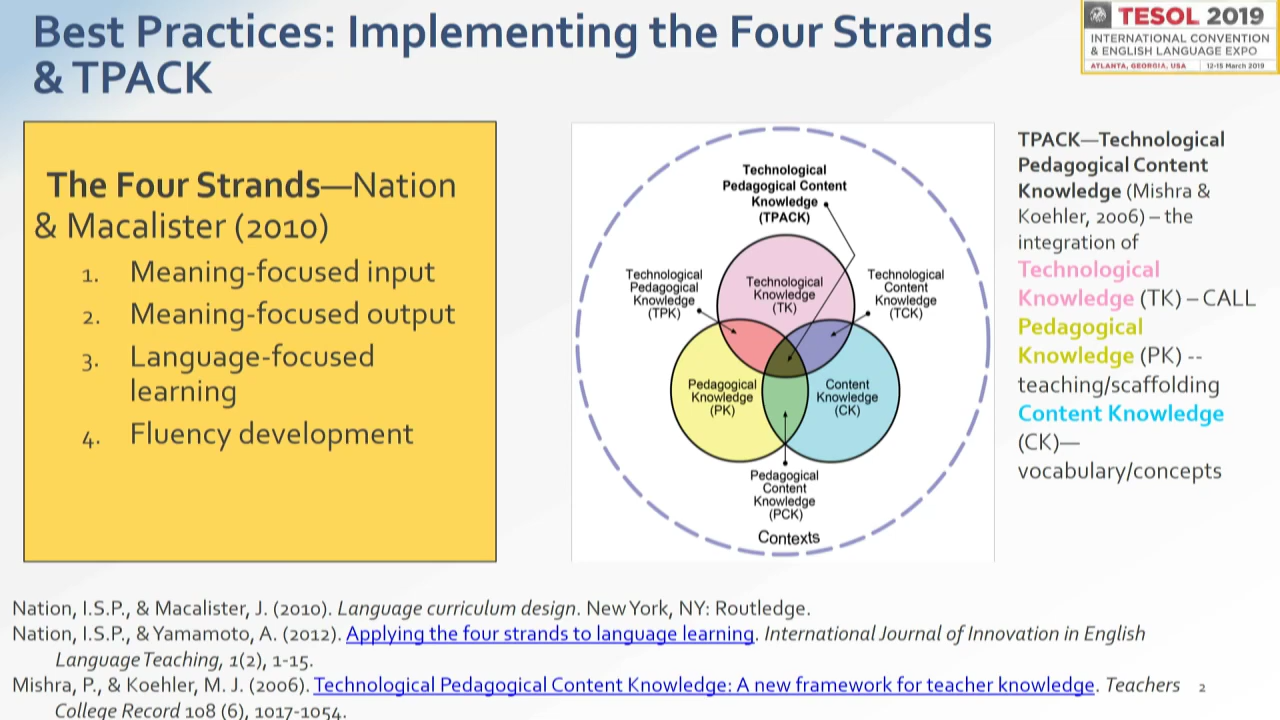 Best Practices: Implementing the Four Strands
& TPACK
TESOL 2019
INTERNATIONAL CONVENTION
& ENGLISH LANGUAGE EXPO
ATLANTA, GEORGIA, USA 12-15 March 2019
The Four Strands—Nation
& Macalister (2010)
1. Meaning-focused input
2. Meaning-focused output
3. Language-focused
learning
4. Fluency development
Technological
Pedagogical Content
Knowledge
(TPACK)
Technological
Pedagogical
Knowledge
(TPK)
Technological
Knowledge
(TK)
Technological
Content
Knowledge
(TCK)
Pedagogical
Knowledge
(PK)
Content
Knowledge
(CK)
Pedagogical
Content
Knowledge
(PCK)
Contexts
TPACK—Technological
Pedagogical Content
Knowledge (Mishra &
Koehler, 2006) – the
integration of
Technological
Knowledge (TK) – CALL
Pedagogical
Knowledge (PK) --
teaching/scaffolding
Content Knowledge
(CK)—
vocabulary/concepts
Nation, I.S.P., & Macalister, J. (2010). Language curriculum design. New York, NY: Routledge.
Nation, I.S.P., & Yamamoto, A. (2012). Applying the four strands to language learning. International Journal of Innovation in English
Language Teaching, 1(2), 1-15.
Mishra, P., & Koehler, M. J. (2006). Technological Pedagogical Content Knowledge: A new framework for teacher knowledge. Teachers
College Record 108 (6), 1017-1054.
2